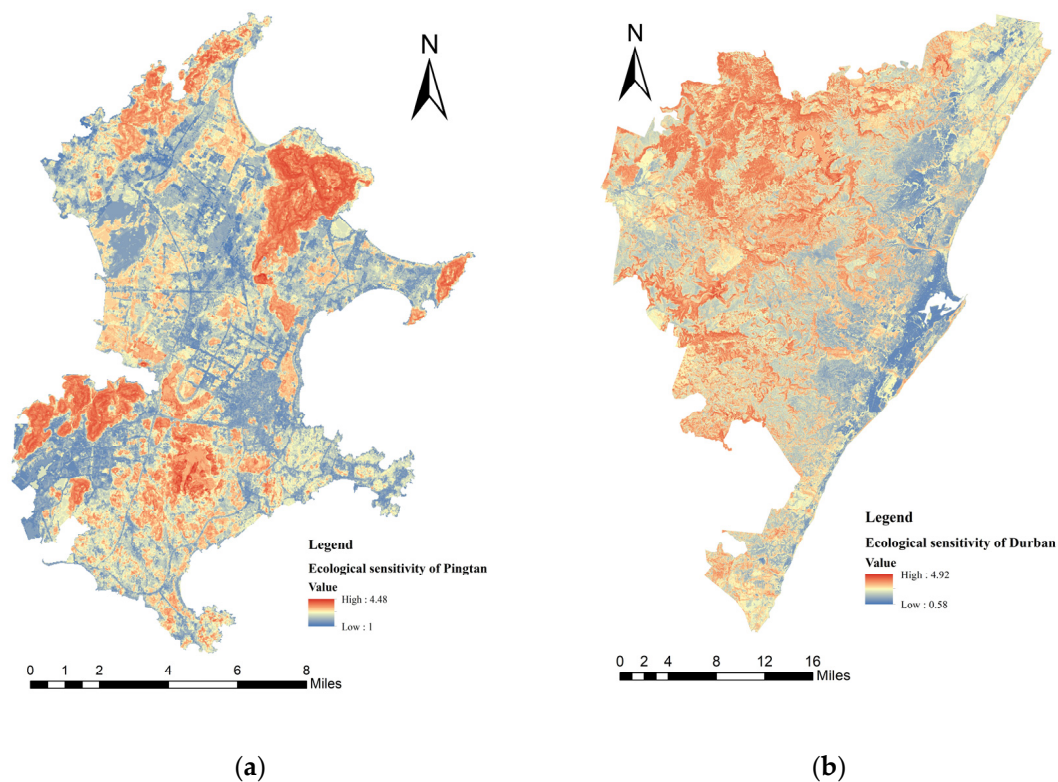 N
Legend
Ecological sensitivity of Pingtan
Value
High : 4.48
Low : 1
0 1 2 4 6 8
Miles
(a)
N
Legend
Ecological sensitivity of Durban
Value
High : 4.92
Low : 0.58
0 2 4 8 12 16
Miles
(b)